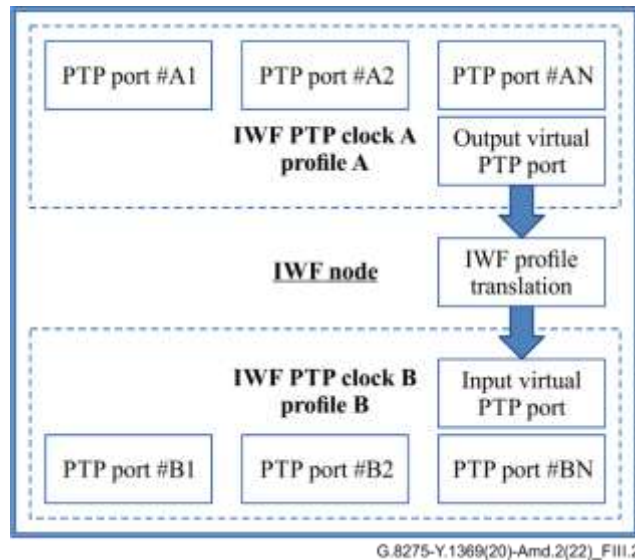 PTP port #A1
PTP port #A2
PTP port #AN
IWF PTP clock A
profile A
Output virtual
PTP port
IWF node
IWF profile
translation
IWF PTP clock B
profile B
Input virtual
PTP port
PTP port #B1
PTP port #B2
PTP port #BN
G.8275-Y.1369(20)-Amd.2(22)_FIII.2